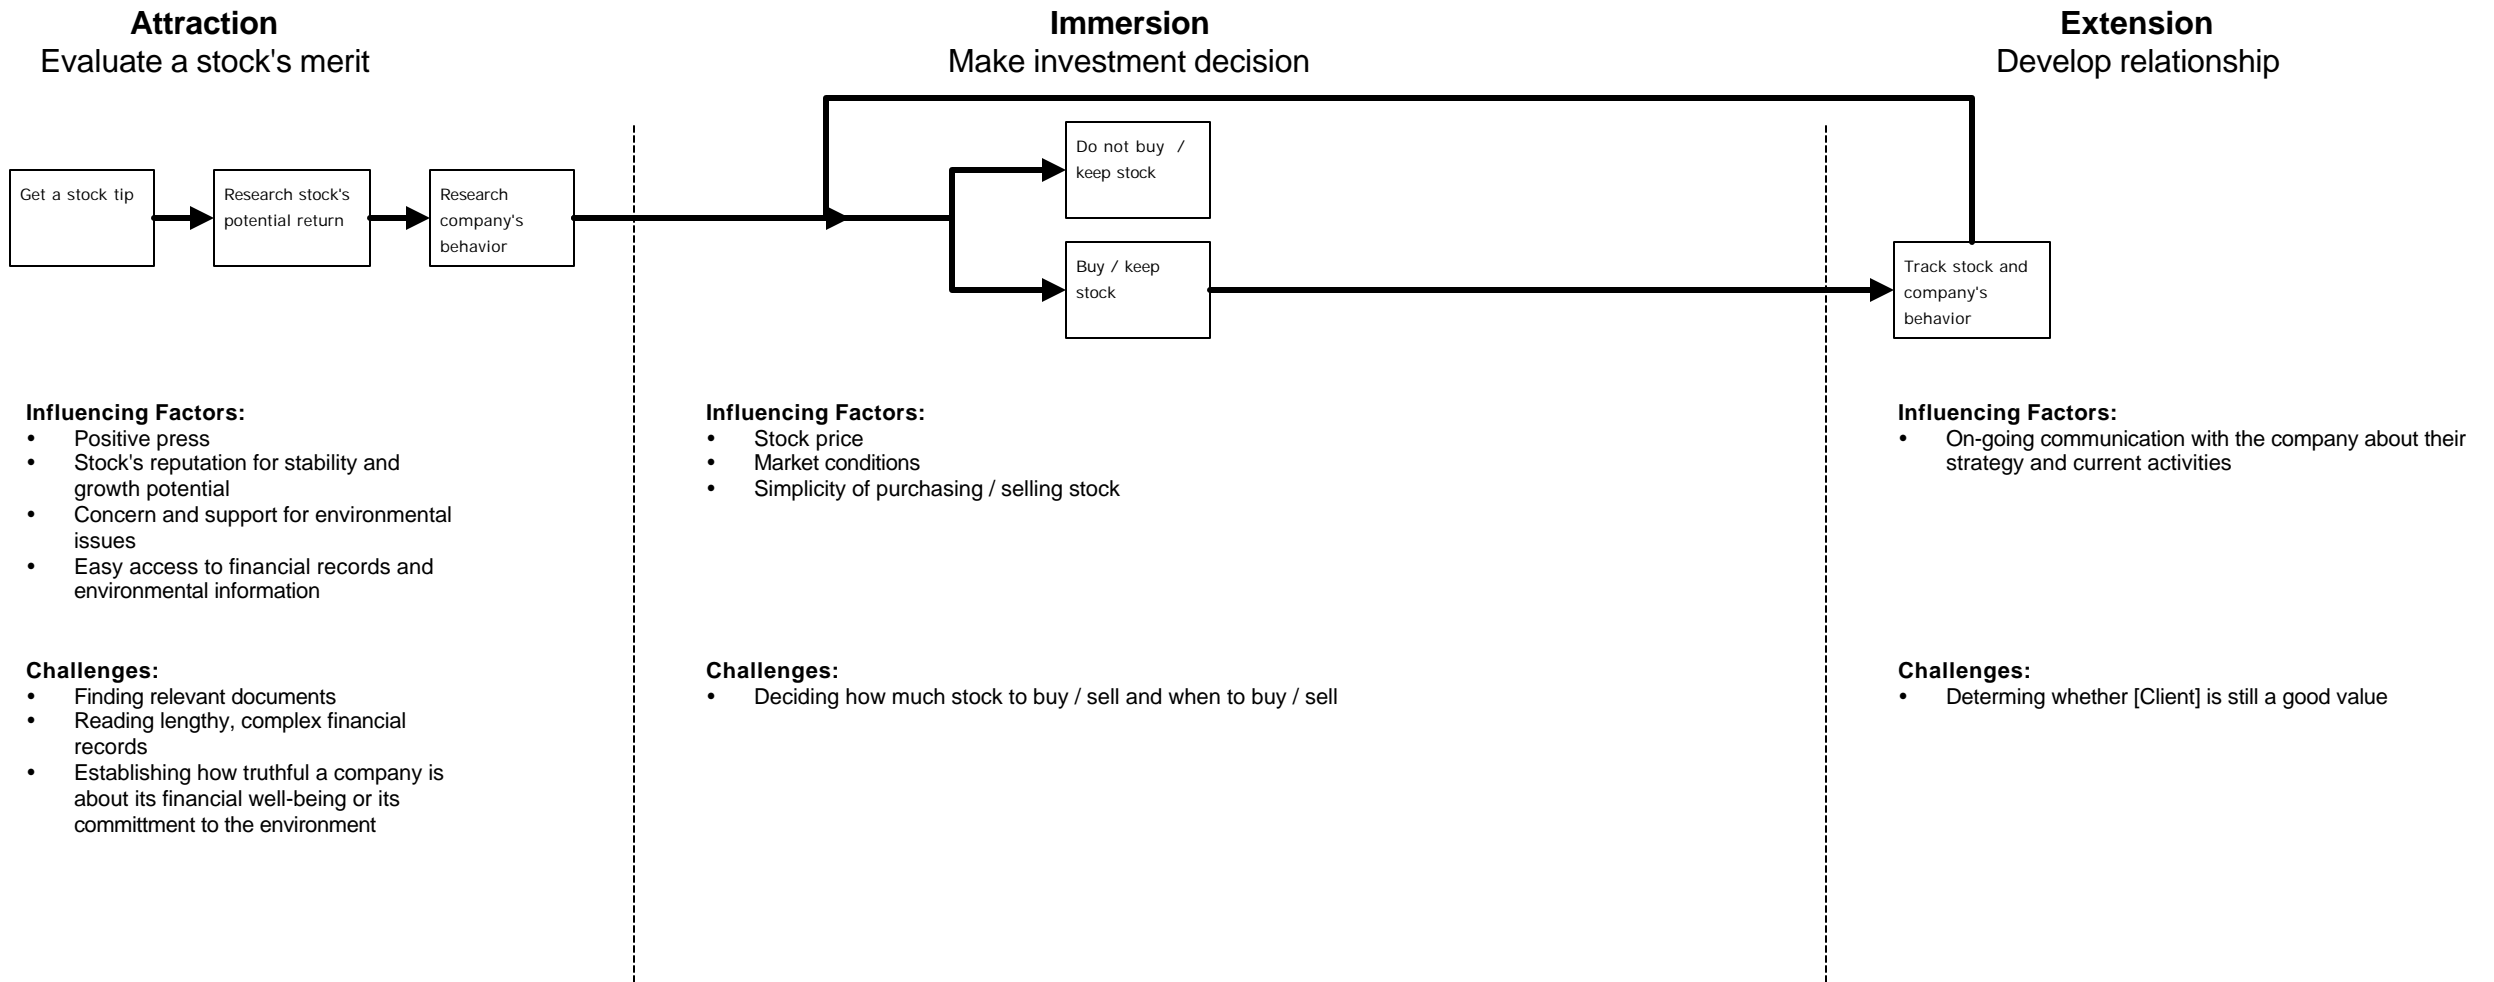 Attraction
Evaluate a stock's merit
Immersion
Make investment decision
Extension
Develop relationship
Get a stock tip
Research stock's
potential return
Research
company's
behavior
Do not buy /
keep stock
Buy / keep
stock
Track stock and
company's
behavior
Influencing Factors:
• Positive press
• Stock's reputation for stability and
growth potential
• Concern and support for environmental
issues
• Easy access to financial records and
environmental information
Influencing Factors:
• Stock price
• Market conditions
• Simplicity of purchasing / selling stock
Influencing Factors:
• On-going communication with the company about their
strategy and current activities
Challenges:
• Finding relevant documents
• Reading lengthy, complex financial
records
• Establishing how truthful a company is
about its financial well-being or its
committment to the environment
Challenges:
• Deciding how much stock to buy / sell and when to buy / sell
Challenges:
• Determing whether [Client] is still a good value